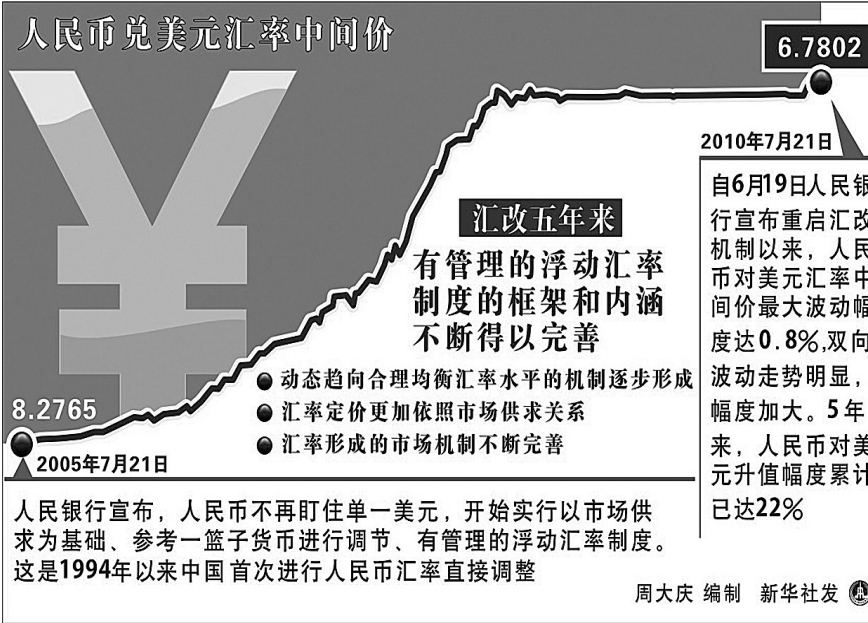 人民币兑美元汇率中间价
6.7802
2010年7月21日
自6月19日人民银
行宣布重启汇改
机制以来，人民
币对美元汇率中
间价最大波动幅
度达0.8%,双向
波动走势明显，
幅度加大。5年
来，人民币对美
元升值幅度累计
已达22%
汇改五年来
有管理的浮动汇率
制度的框架和内涵
不断得以完善
●动态趋向合理均衡汇率水平的机制逐步形成
●汇率定价更加依照市场供求关系
●汇率形成的市场机制不断完善
8.2765
2005年7月21日
人民银行宣布，人民币不再盯住单一美元，开始实行以市场供
求为基础、参考一篮子货币进行调节、有管理的浮动汇率制度。
这是1994年以来中国首次进行人民币汇率直接调整
周大庆 编制 新华社发